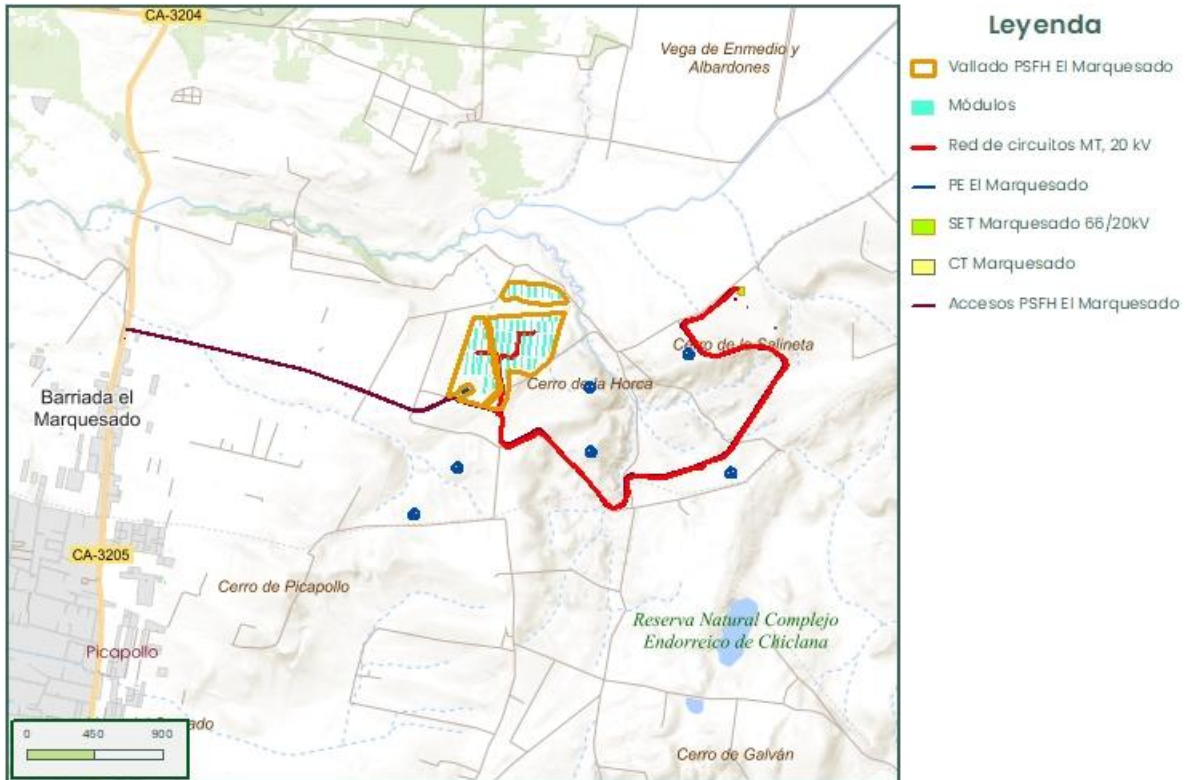 CA-3204
Vega de Enmedio y
Albardones
Cerro de la Salineta
Cerro de la Horca
Barriada el
Marquesado
CA-3205
Cerro de Picapollo
Reserva Natural Complejo
Endorreico de Chiclana
Picapollo
Cerro de Galván
0 450 900
Leyenda
Vallado PSFH El Marquesado
Módulos
Red de circuitos MT, 20 kV
PE El Marquesado
SET Marquesado 66/20kV
CT Marquesado
Accesos PSFH El Marquesado